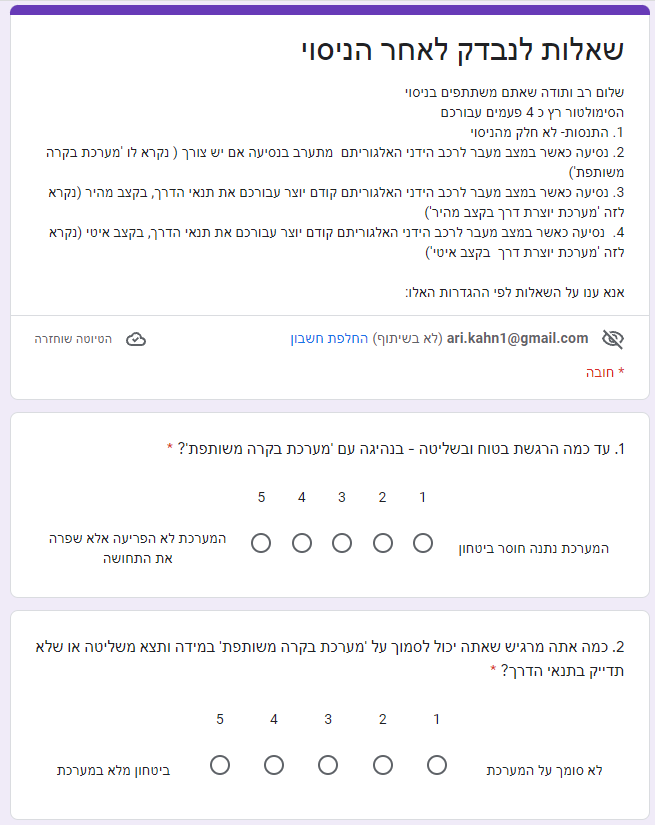 שאלות לנבדק לאחר הניסוי
שלום רב ותודה שאתם משתתפים בניסוי
הסימולטור רץ כ 4 פעמים עבורכם
1. התנסות- לא חלק מהניסוי
2. נסיעה כאשר במצב מעבר לרכב הידני האלגוריתם מתערב בנסיעה אם יש צורך ( נקרא לו 'מערכת בקרה
משותפת')
3. נסיעה כאשר במצב מעבר לרכב הידני האלגוריתם קודם יוצר עבורכם את תנאי הדרך, בקצב מהיר (נקרא
לזה 'מערכת יוצרת דרך בקצב מהיר')
4. נסיעה כאשר במצב מעבר לרכב הידני האלגוריתם קודם יוצר עבורכם את תנאי הדרך, בקצב איטי (נקרא
לזה 'מערכת יוצרת דרך בקצב איטי')
אנא ענו על השאלות לפי ההגדרות האלו:
ari.kahn1@gmail.com (לא בשיתוף) החלפת חשבון
הטיוטה שוחזרה
* חובה
1. עד כמה הרגשת בטוח ובשליטה - בנהיגה עם 'מערכת בקרה משותפת'? *
1 2 3 4 5
המערכת נתנה חוסר ביטחון
המערכת לא הפריעה אלא שפרה
את התחושה
2. כמה אתה מרגיש שאתה יכול לסמוך על 'מערכת בקרה משותפת' במידה ותצא משליטה או שלא
תדייק בתנאי הדרך? *
1 2 3 4 5
לא סומך על המערכת
ביטחון מלא במערכת